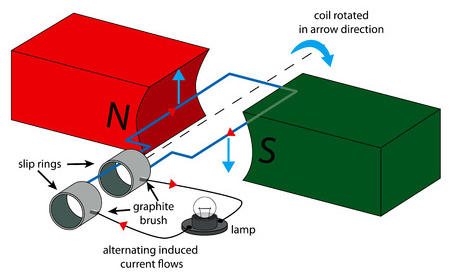 coil rotated
in arrow direction
N
S
slip rings
graphite
brush
lamp
alternating induced
current flows